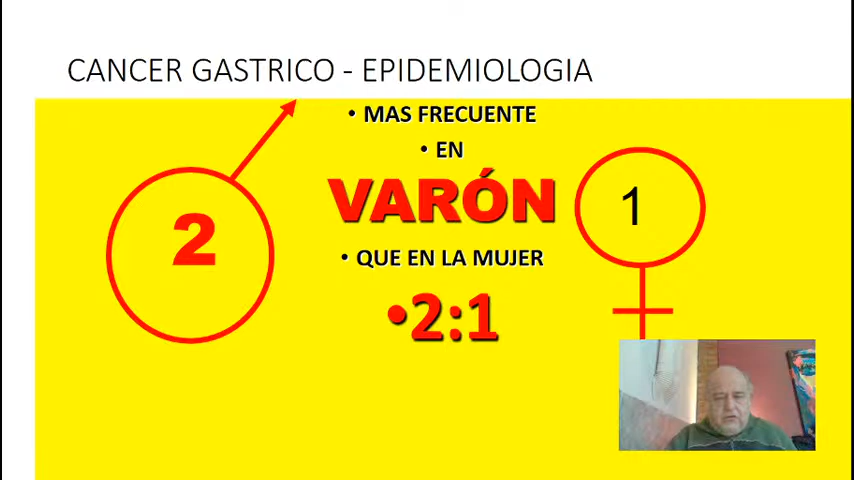 CANCER GASTRICO - EPIDEMIOLOGIA
• MAS FRECUENTE
• EN
VARÓN
• QUE EN LA MUJER
•2:1
2
1